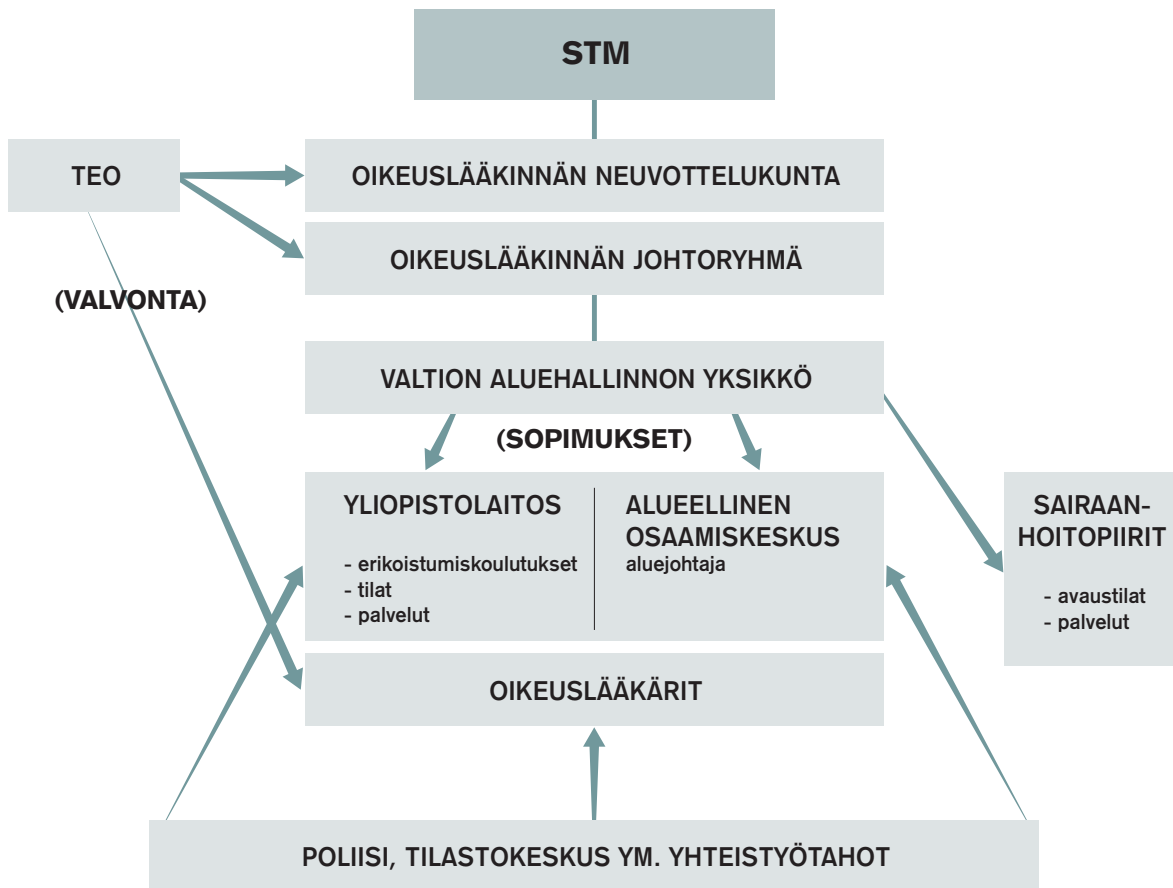 STM
TEO
OIKEUSLÄÄKINNÄN NEUVOTTELUKUNTA
OIKEUSLÄÄKINNÄN JOHTORYHMÄ
(VALVONTA)
VALTION ALUEHALLINNON YKSIKKÖ
(SOPIMUKSET)
YLIOPISTOLAITOS
- erikoistumiskoulutukset
- tilat
- palvelut
ALUEELLINEN
OSAAMISKESKUS
aluejohtaja
SAIRAAN-
HOITOPIIRIT
- avaustilat
- palvelut
OIKEUSLÄÄKÄRIT
POLIISI, TILASTOKESKUS YM. YHTEISTYÖTAHOT